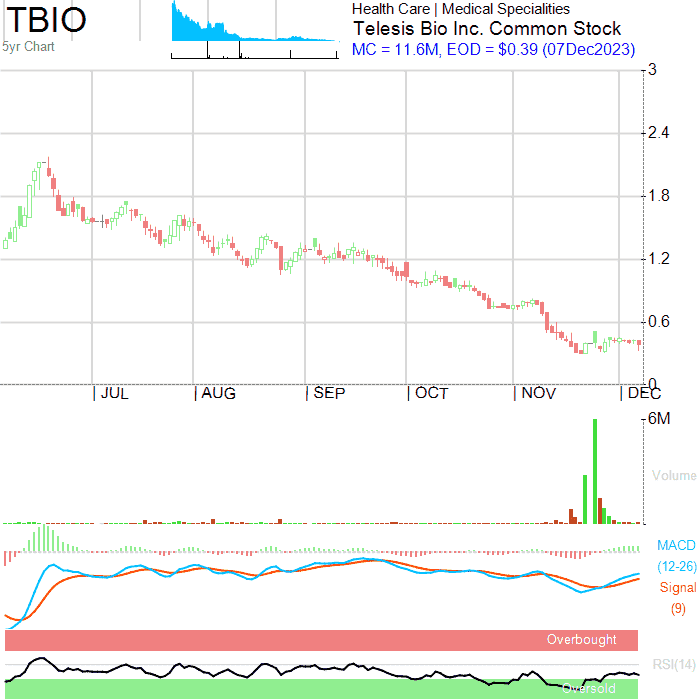 TBIO
5yr Chart
Health Care | Medical Specialities
Telesis Bio Inc. Common Stock
MC = 11.6M, EOD = $0.39 (07Dec2023)
3
2.4
1.8
1.2
0.6
0
| JUL | AUG | SEP | OCT | NOV | DEC
6M
Volume
MACD
(12-26)
Signal
(9)
Overbought
RSI(14)
Oversold